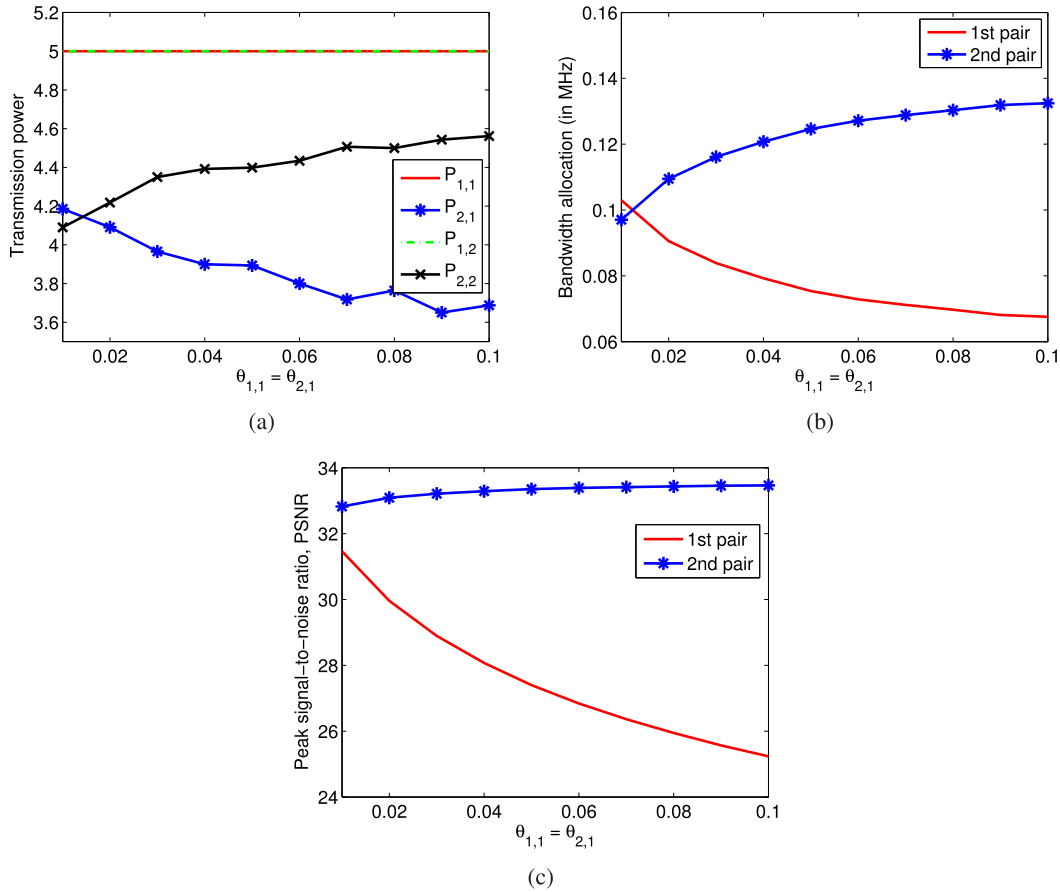 5.2
5
4.8
4.6
4.4
4.2
4
3.8
3.6
Transmission power
P1,1
P2,1
P1,2
P2,2
0.02
0.04
0.06
0.08
0.1
θ1,1 = θ2,1
(a)
0.16
0.14
0.12
0.1
0.08
0.06
Bandwidth allocation (in MHz)
1st pair
2nd pair
0.02
0.04
0.06
0.08
0.1
θ1,1 = θ2,1
(b)
34
32
30
28
26
24
Peak signal−to−noise ratio, PSNR
1st pair
2nd pair
0.02
0.04
0.06
0.08
0.1
θ1,1 = θ2,1
(c)